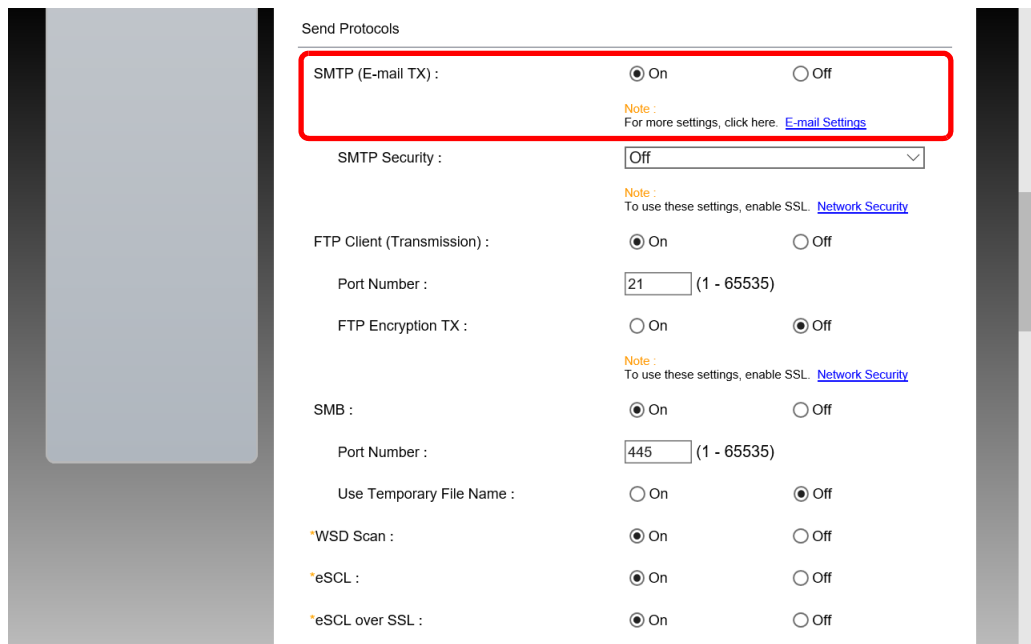 Send Protocols
SMTP (E-mail TX) : On Off
Note :
For more settings, click here. E-mail Settings
SMTP Security : Off
Note :
To use these settings, enable SSL. Network Security
FTP Client (Transmission) : On Off
Port Number : 21 (1 - 65535)
FTP Encryption TX : On Off
Note :
To use these settings, enable SSL. Network Security
SMB : On Off
Port Number : 445 (1 - 65535)
Use Temporary File Name : On Off
*WSD Scan : On Off
*eSCL : On Off
*eSCL over SSL : On Off